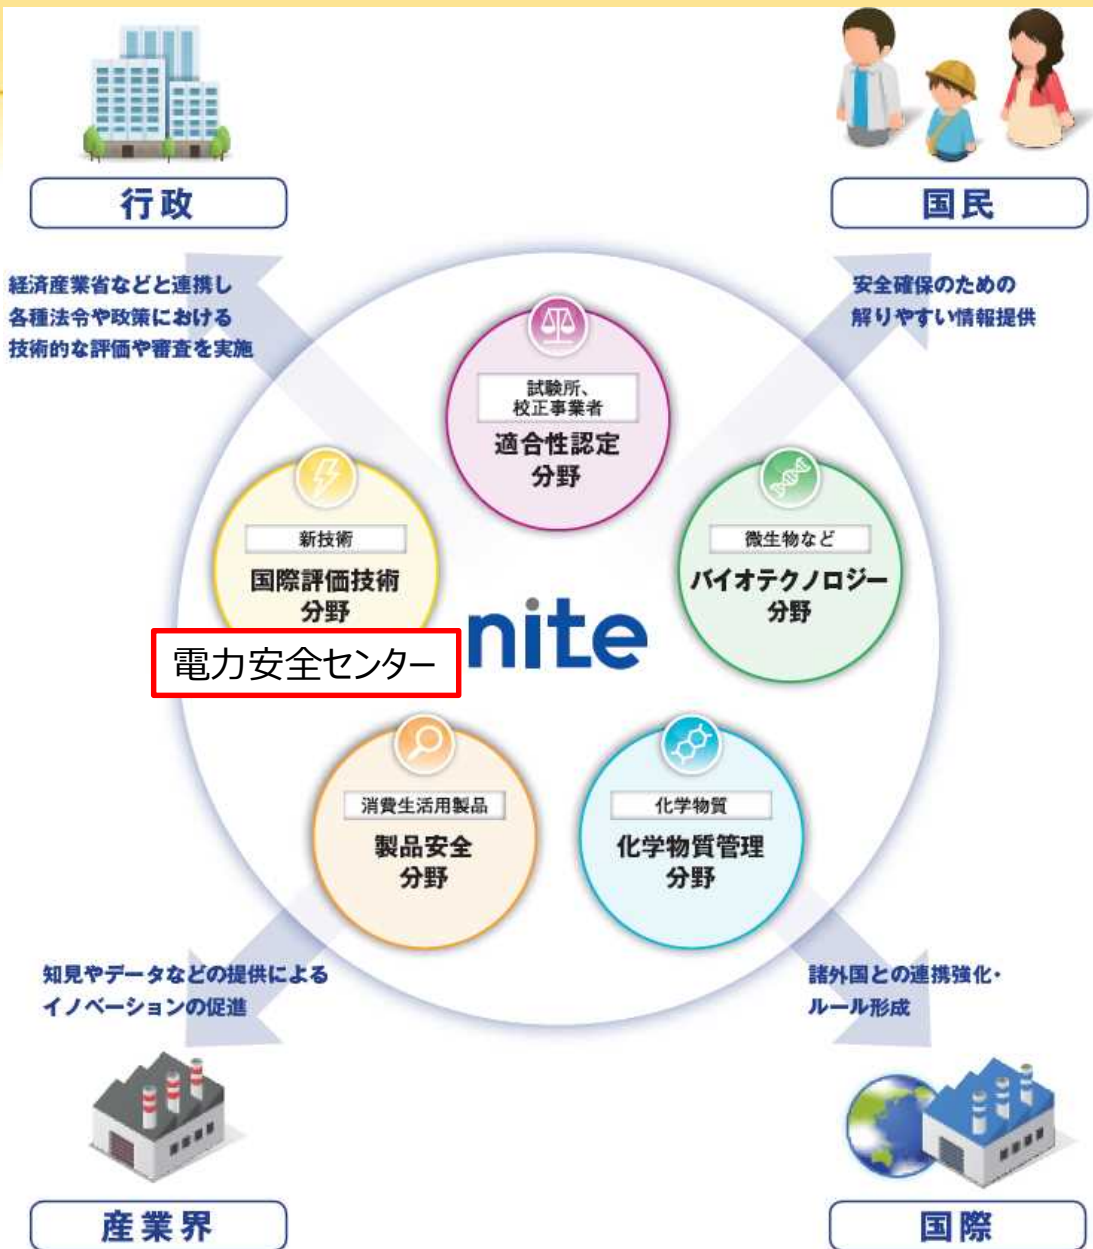 行政
国民
経済産業省などと連携し
各種法令や政策における
技術的な評価や審査を実施
安全確保のための
解りやすい情報提供
試験所、
校正事業者
適合性認定
分野
新技術
国際評価技術
分野
微生物など
バイオテクノロジー
分野
nite
電力安全センター
消費生活用製品
製品安全
分野
化学物質
化学物質管理
分野
知見やデータなどの提供による
イノベーションの促進
諸外国との連携強化・
ルール形成
産業界
国際